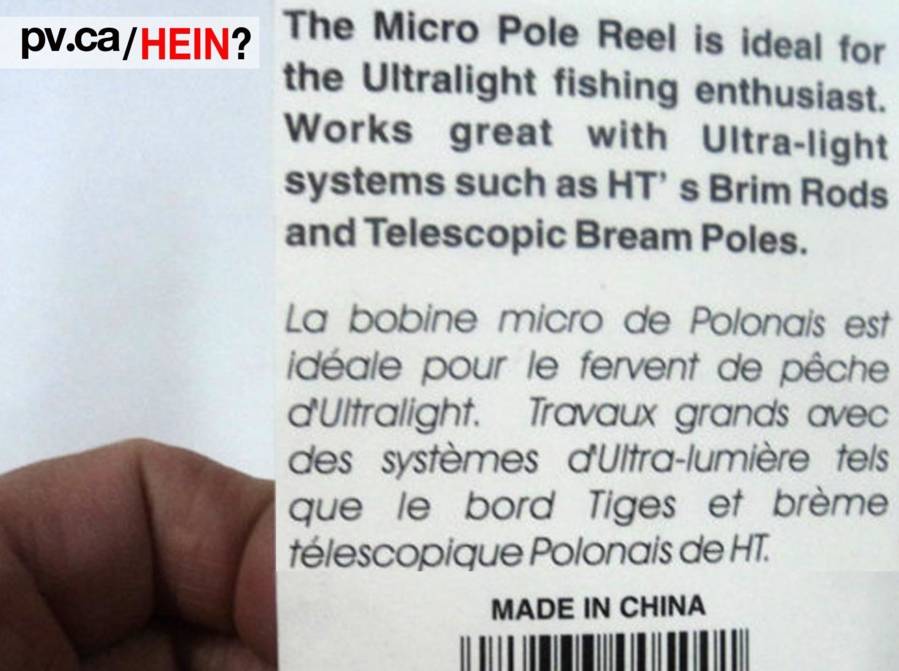 pv.ca/HEIN?
The Micro Pole Reel is ideal for
the Ultralight fishing enthusiast.
Works great with Ultra-light
systems such as HT' s Brim Rods
and Telescopic Bream Poles.
La bobine micro de Polonais est
idéale pour le fervent de pêche
d'Ultralight. Travaux grands avec
des systèmes d'Ultra-lumière tels
que le bord Tiges et brème
télescopique Polonais de HT.
MADE IN CHINA